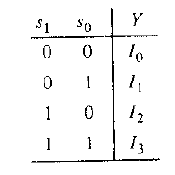 s₁ s₀ Y
0 0 I₀
0 1 I₁
1 0 I₂
1 1 I₃